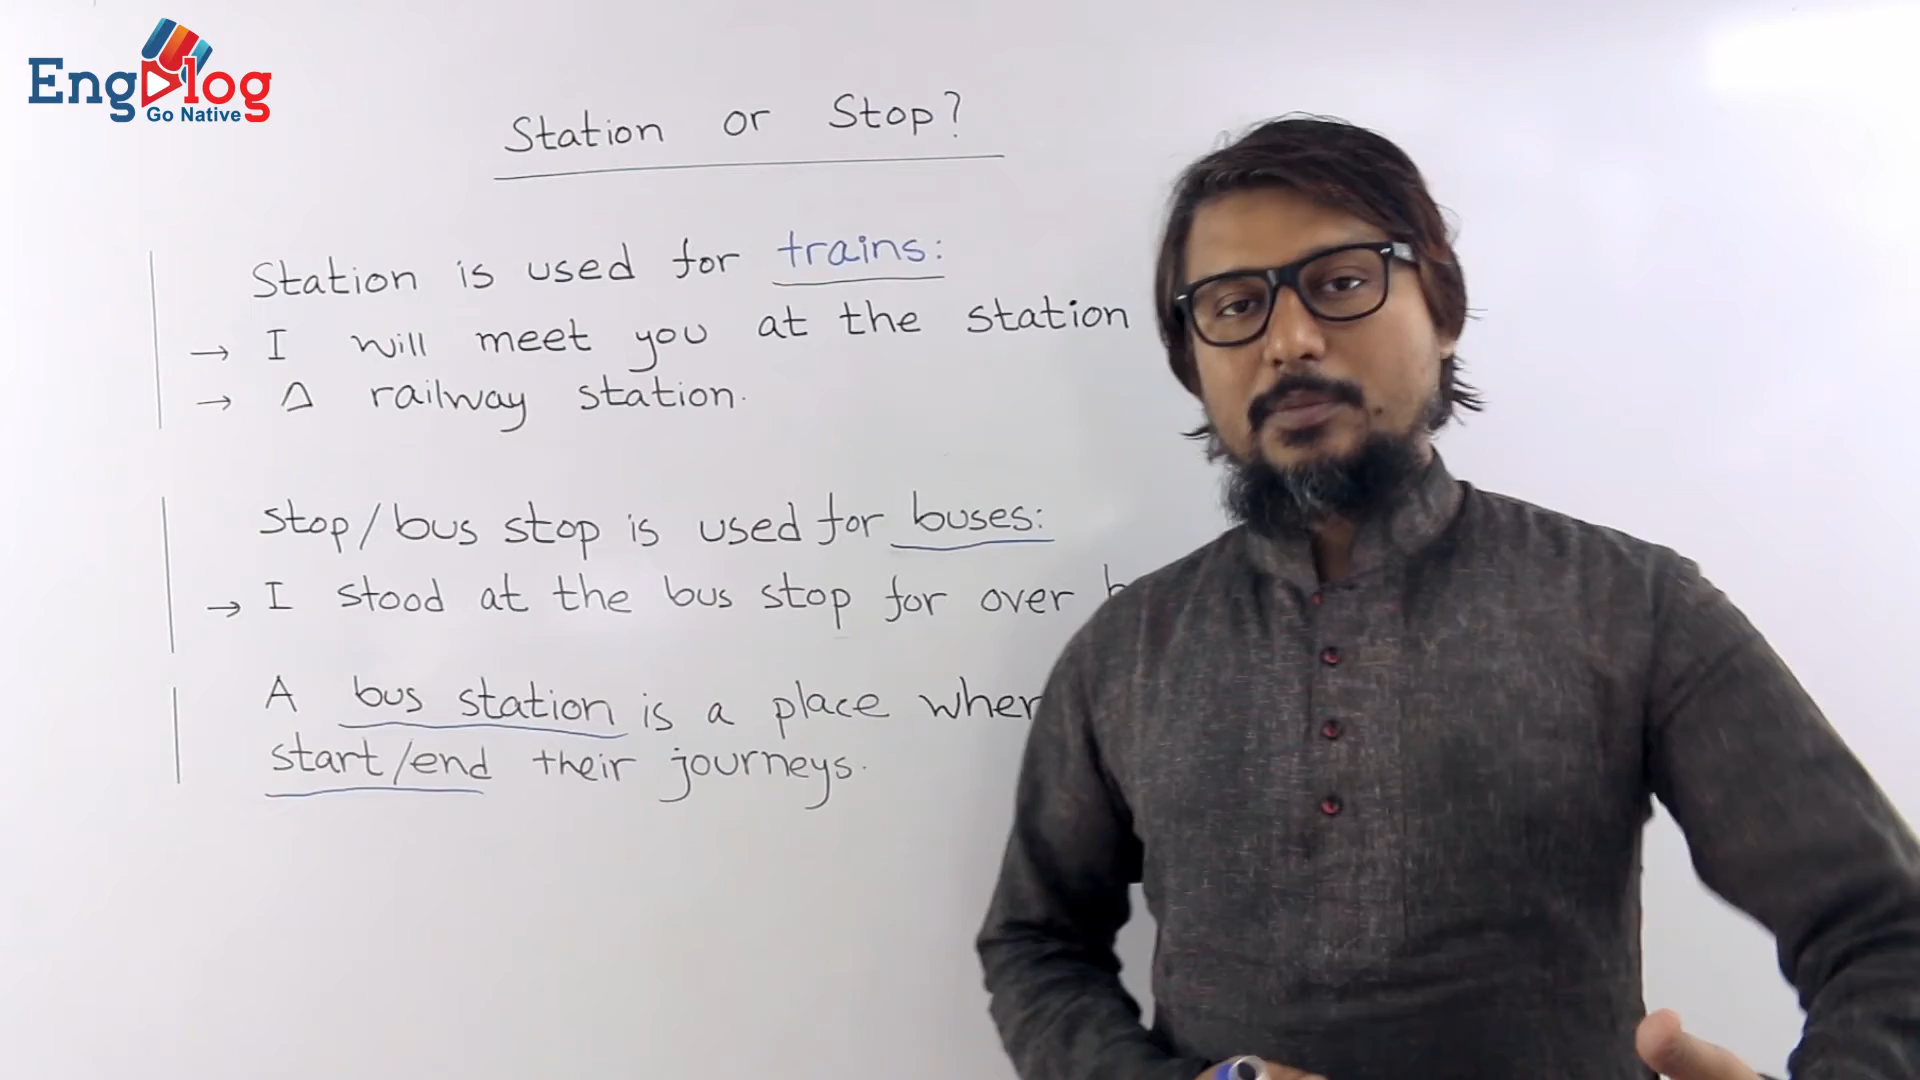 EngVlog
Go Native
Station or Stop?
Station is used for trains:
→ I will meet you at the station
→ A railway station.
Stop/bus stop is used for buses:
→ I stood at the bus stop for over
A bus station is a place
start/end their journeys.